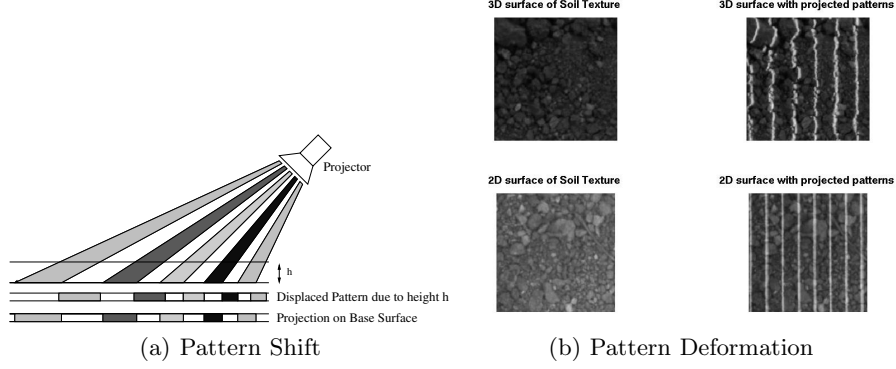 3D surface of Soil Texture
3D surface with projected patterns
Projector
2D surface of Soil Texture
2D surface with projected patterns
h
Displaced Pattern due to height h
Projection on Base Surface
(a) Pattern Shift
(b) Pattern Deformation